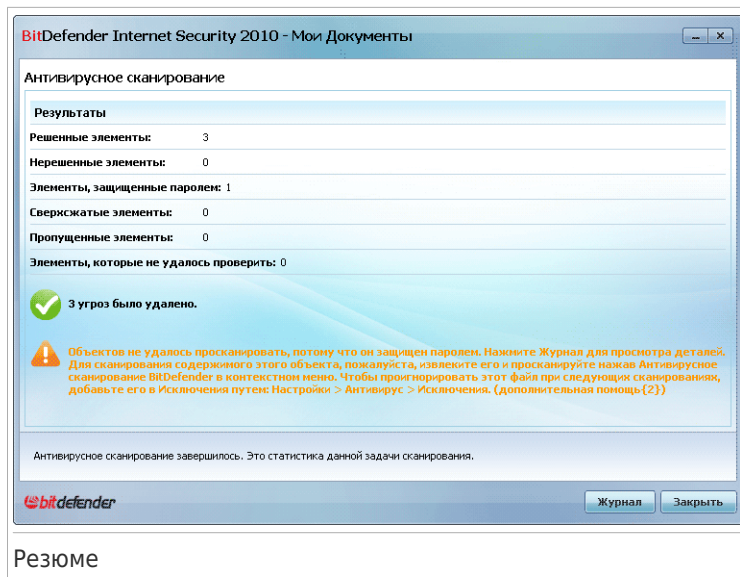 BitDefender Internet Security 2010 - Мои Документы
Антивирусное сканирование
Результаты
Решенные элементы: 3
Нерешенные элементы: 0
Элементы, защищенные паролем: 1
Сверхсжатые элементы: 0
Пропущенные элементы: 0
Элементы, которые не удалось проверить: 0
3 угроз было удалено.
Объектов не удалось просканировать, потому что он защищен паролем. Нажмите Журнал для просмотра деталей.
Для сканирования содержимого этого объекта, пожалуйста, извлеките его и просканируйте нажав Антивирусное
сканирование BitDefender в контекстном меню. Чтобы проигнорировать этот файл при следующих сканированиях,
добавьте его в Исключения путем: Настройки > Антивирус > Исключения. (дополнительная помощь{2})
Антивирусное сканирование завершилось. Это статистика данной задачи сканирования.
bitdefender
Журнал
Закрыть
Резюме